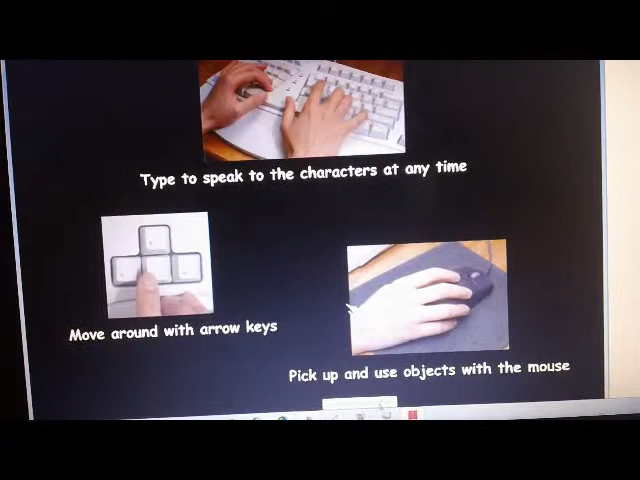 Type to speak to the characters at any time
Move around with arrow keys
Pick up and use objects with the mouse